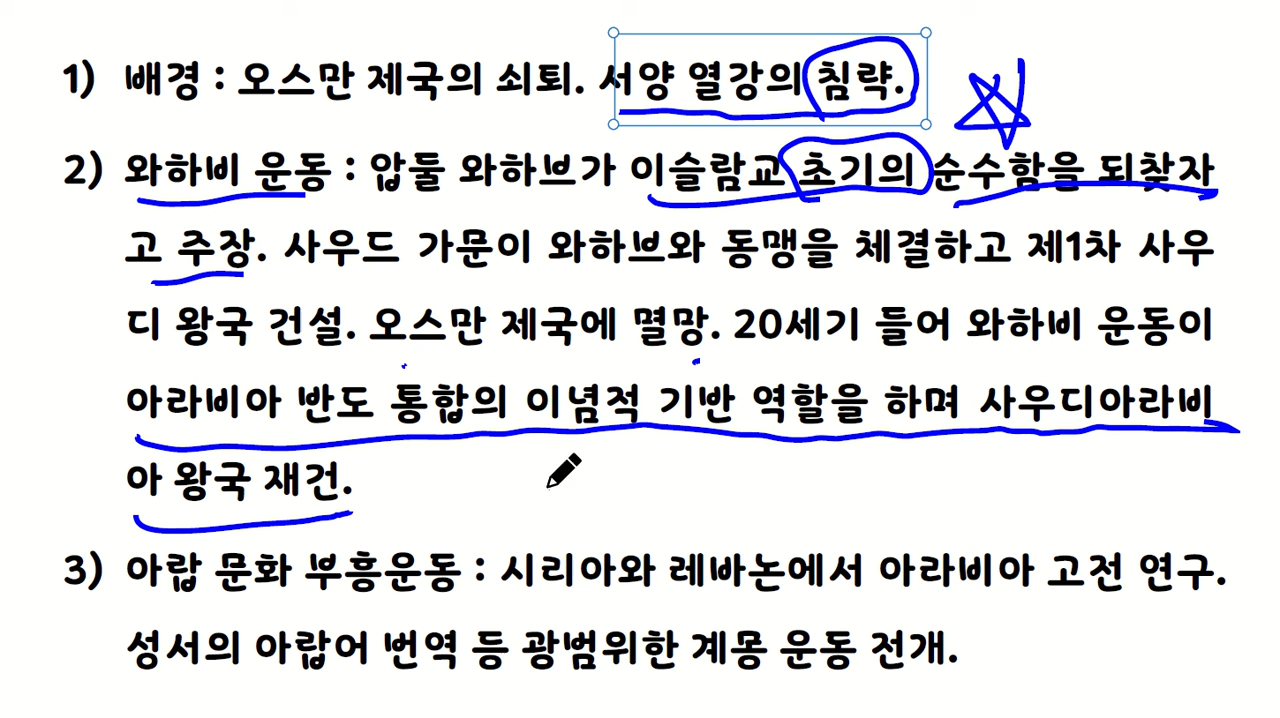 1) 배경 : 오스만 제국의 쇠퇴. 서양 열강의 침략.
2) 와하비 운동 : 압둘 와하브가 이슬람교 초기의 순수함을 되찾자
고 주장. 사우드 가문이 와하브와 동맹을 체결하고 제1차 사우
디 왕국 건설. 오스만 제국에 멸망. 20세기 들어 와하비 운동이
아라비아 반도 통합의 이념적 기반 역할을 하며 사우디아라비
아 왕국 재건.
3) 아랍 문화 부흥운동 : 시리아와 레바논에서 아라비아 고전 연구.
성서의 아랍어 번역 등 광범위한 계몽 운동 전개.